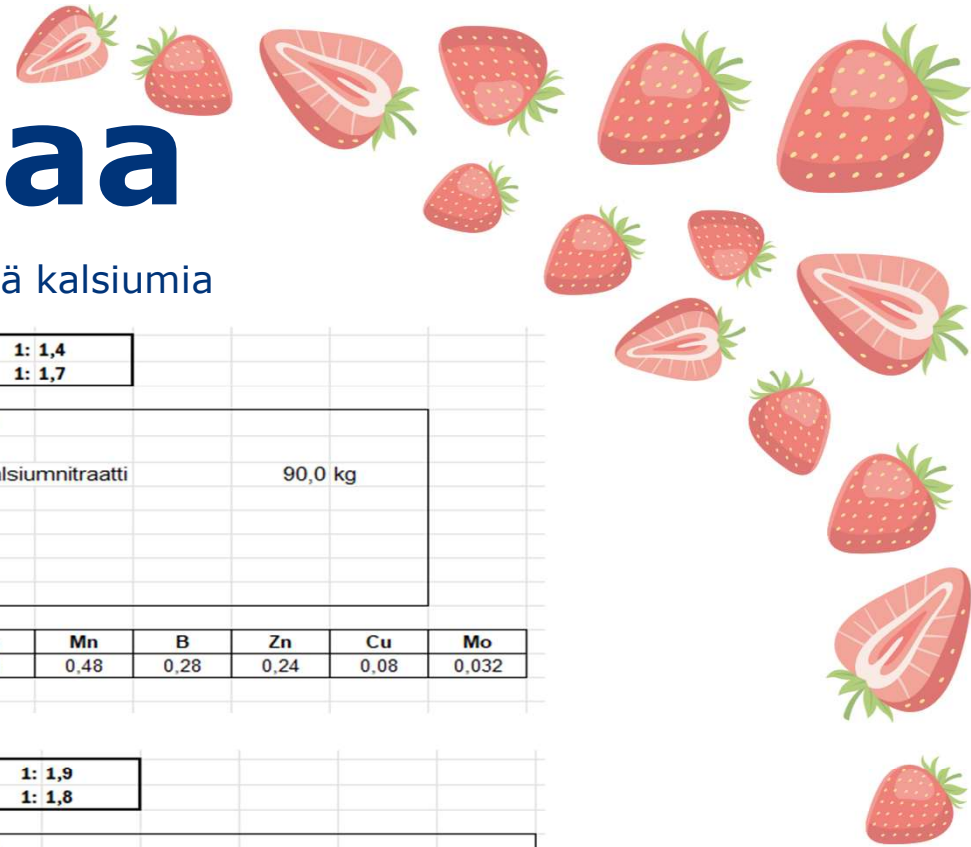 aa
ä kalsiumia
1: 1,4
1: 1,7
lsiumnitraatti 90,0 kg
Mn B Zn Cu Mo
0,48 0,28 0,24 0,08 0,032
1: 1,9
1: 1,8